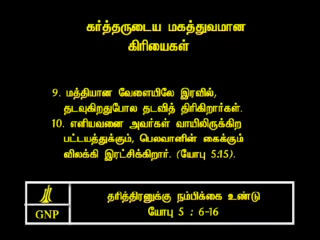 கர்த்தருடைய மகத்துவமான
கிரியைகள்
9. மத்தியான வேளையிலே இரவில்,
தடவுகிறதுபோல தடவித் திரிகிறார்கள்.
10. எளியவனை அவர்கள் வாயிலிருக்கிற
பட்டயத்துக்கும், பெலவானின் கைக்கும்
விலக்கி இரட்சிக்கிறார். (யோபு 5:15).
GNP
தரித்திரனுக்கு நம்பிக்கை உண்டு
யோபு 5 : 6-16